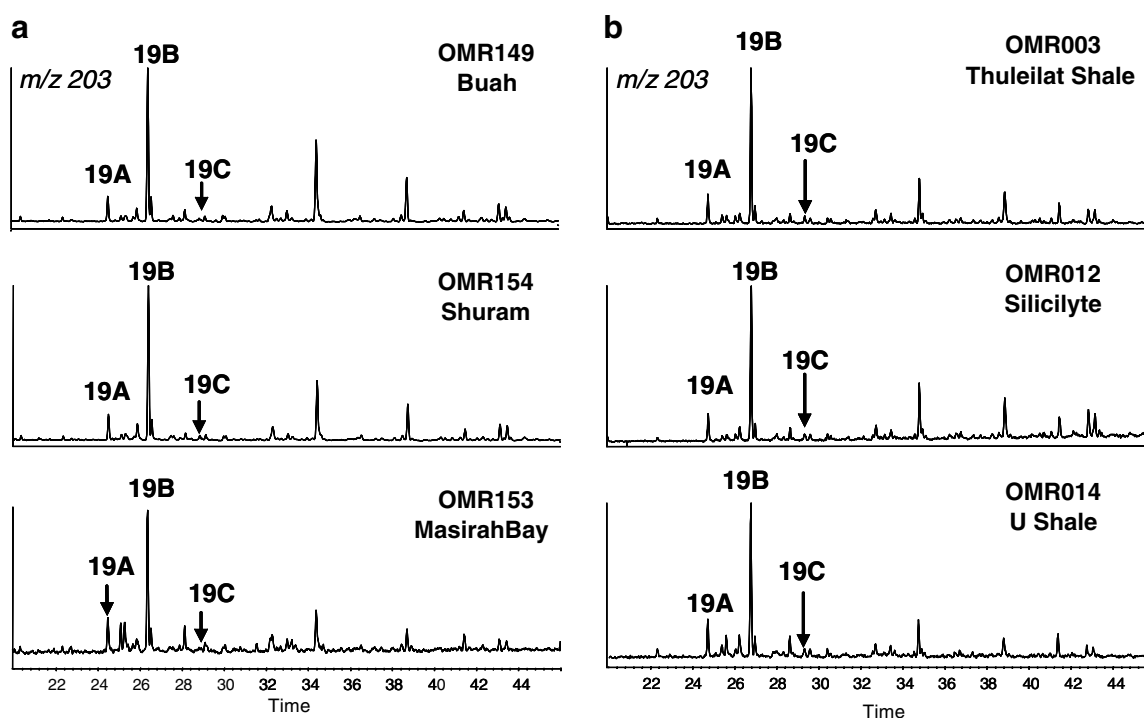 a
19B
OMR149
Buah
m/z 203
19A
19C
19B
OMR154
Shuram
19A
19C
19B
OMR153
MasirahBay
19A
19C
22 24 26 28 30 32 34 36 38 40 42 44
Time
b
19B
OMR003
Thuleilat Shale
m/z 203
19A
19C
19B
OMR012
Silicilyte
19A
19C
19B
OMR014
U Shale
19A
19C
22 24 26 28 30 32 34 36 38 40 42 44
Time